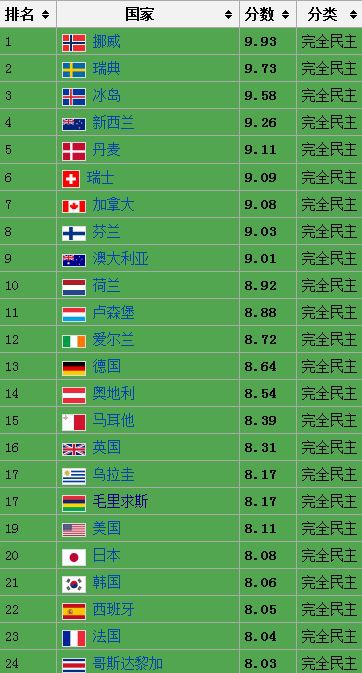 排名 国家 分数 分类
1 挪威 9.93 完全民主
2 瑞典 9.73 完全民主
3 冰岛 9.58 完全民主
4 新西兰 9.26 完全民主
5 丹麦 9.11 完全民主
6 瑞士 9.09 完全民主
7 加拿大 9.08 完全民主
8 芬兰 9.03 完全民主
9 澳大利亚 9.01 完全民主
10 荷兰 8.92 完全民主
11 卢森堡 8.88 完全民主
12 爱尔兰 8.72 完全民主
13 德国 8.64 完全民主
14 奥地利 8.54 完全民主
15 马耳他 8.39 完全民主
16 英国 8.31 完全民主
17 乌拉圭 8.17 完全民主
17 毛里求斯 8.17 完全民主
19 美国 8.11 完全民主
20 日本 8.08 完全民主
21 韩国 8.06 完全民主
22 西班牙 8.05 完全民主
23 法国 8.04 完全民主
24 哥斯达黎加 8.03 完全民主